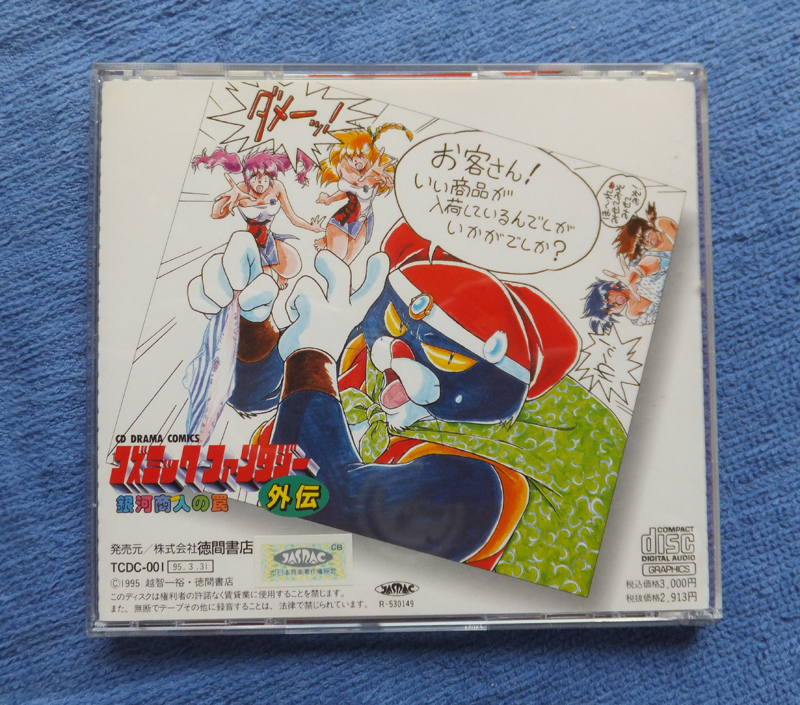 ダメーッ!
お客さん!
いい商品が
入荷しているんでしが
いかがでしか?
CD DRAMA COMICS
コズミックファンタジー
銀河商人の罠
外伝
発売元/株式会社徳間書店
TCDC-001 95.3.31
©1995 越智一裕・徳間書店
このディスクは権利者の許諾なく賃貸業に使用することを禁じます。
また、無断でテープその他に録音することは、法律で禁じられています。
JASRAC
CB
JASRAC
R-530149
COMPACT
disc
DIGITAL AUDIO
GRAPHICS
税込価格3,000円
税抜価格2,913円